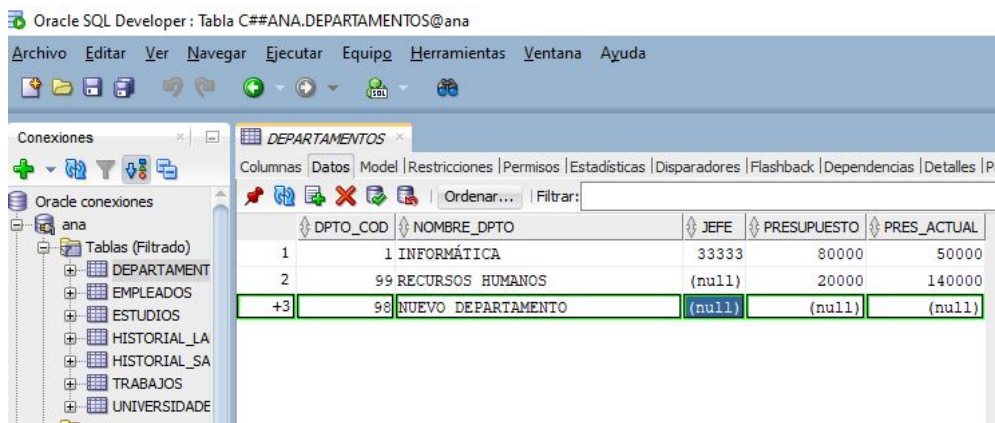 Oracle SQL Developer : Tabla C##ANA.DEPARTAMENTOS@ana
Archivo Editar Ver Navegar Ejecutar Equipo Herramientas Ventana Ayuda
SQL
Conexiones
DEPARTAMENTOS
Columnas Datos Model Restricciones Permisos Estadísticas Disparadores Flashback Dependencias Detalles P
Ordenar... Filtrar:
Oracle conexiones
ana
Tablas (Filtrado)
DEPARTAMENT
EMPLEADOS
ESTUDIOS
HISTORIAL_LA
HISTORIAL_SA
TRABAJOS
UNIVERSIDADE
DPTO_COD NOMBRE_DPTO JEFE PRESUPUESTO PRES_ACTUAL
1 1 INFORMÁTICA 33333 80000 50000
2 99 RECURSOS HUMANOS (null) 20000 140000
+3 98 NUEVO DEPARTAMENTO (null) (null) (null)